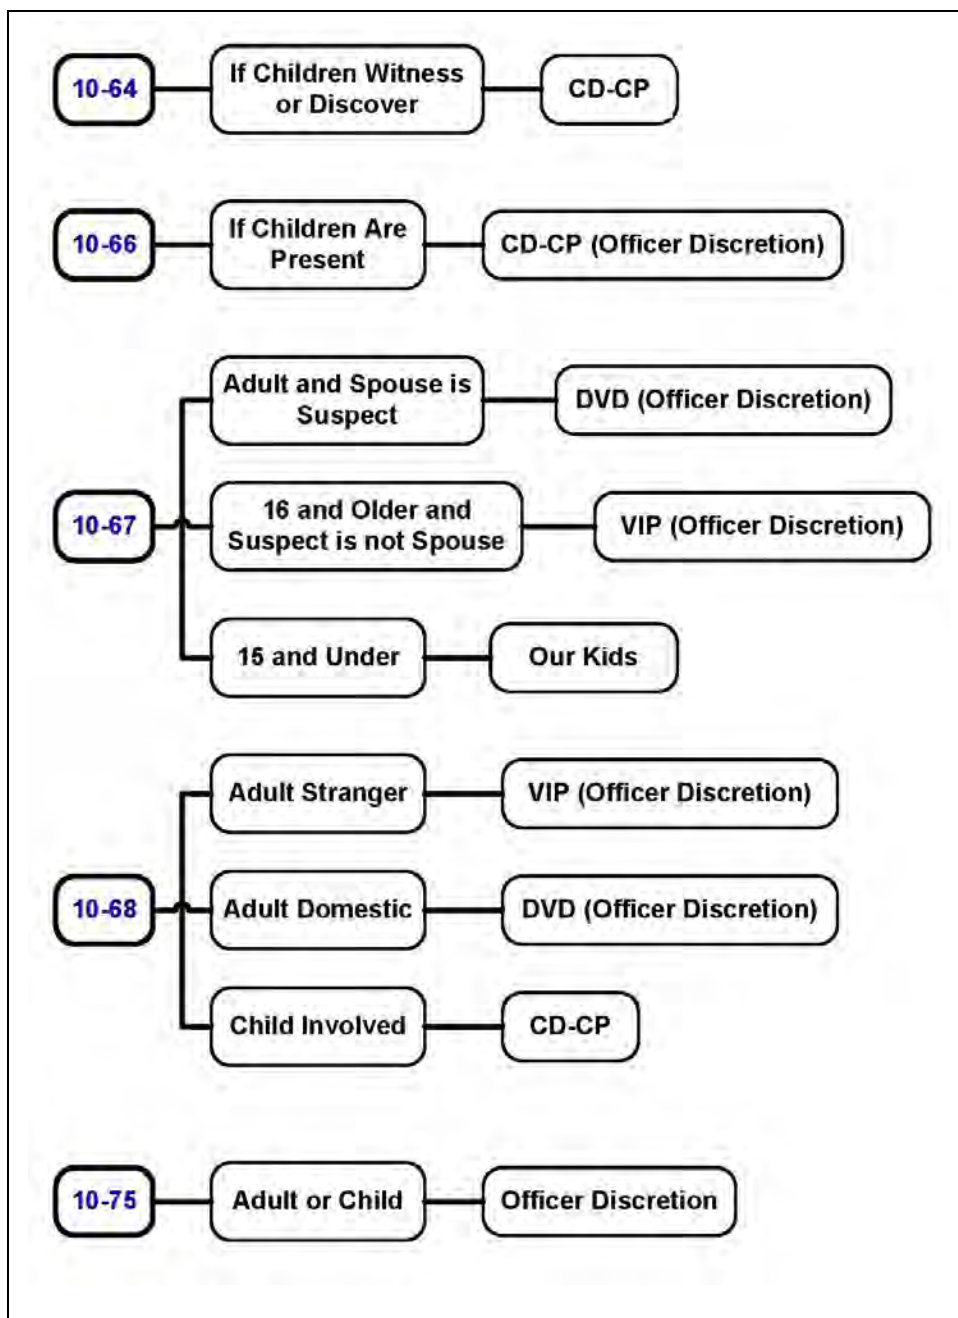 10-64
If Children Witness
or Discover
CD-CP
10-66
If Children Are
Present
CD-CP (Officer Discretion)
10-67
Adult and Spouse is
Suspect
DVD (Officer Discretion)
16 and Older and
Suspect is not Spouse
VIP (Officer Discretion)
15 and Under
Our Kids
10-68
Adult Stranger
VIP (Officer Discretion)
Adult Domestic
DVD (Officer Discretion)
Child Involved
CD-CP
10-75
Adult or Child
Officer Discretion